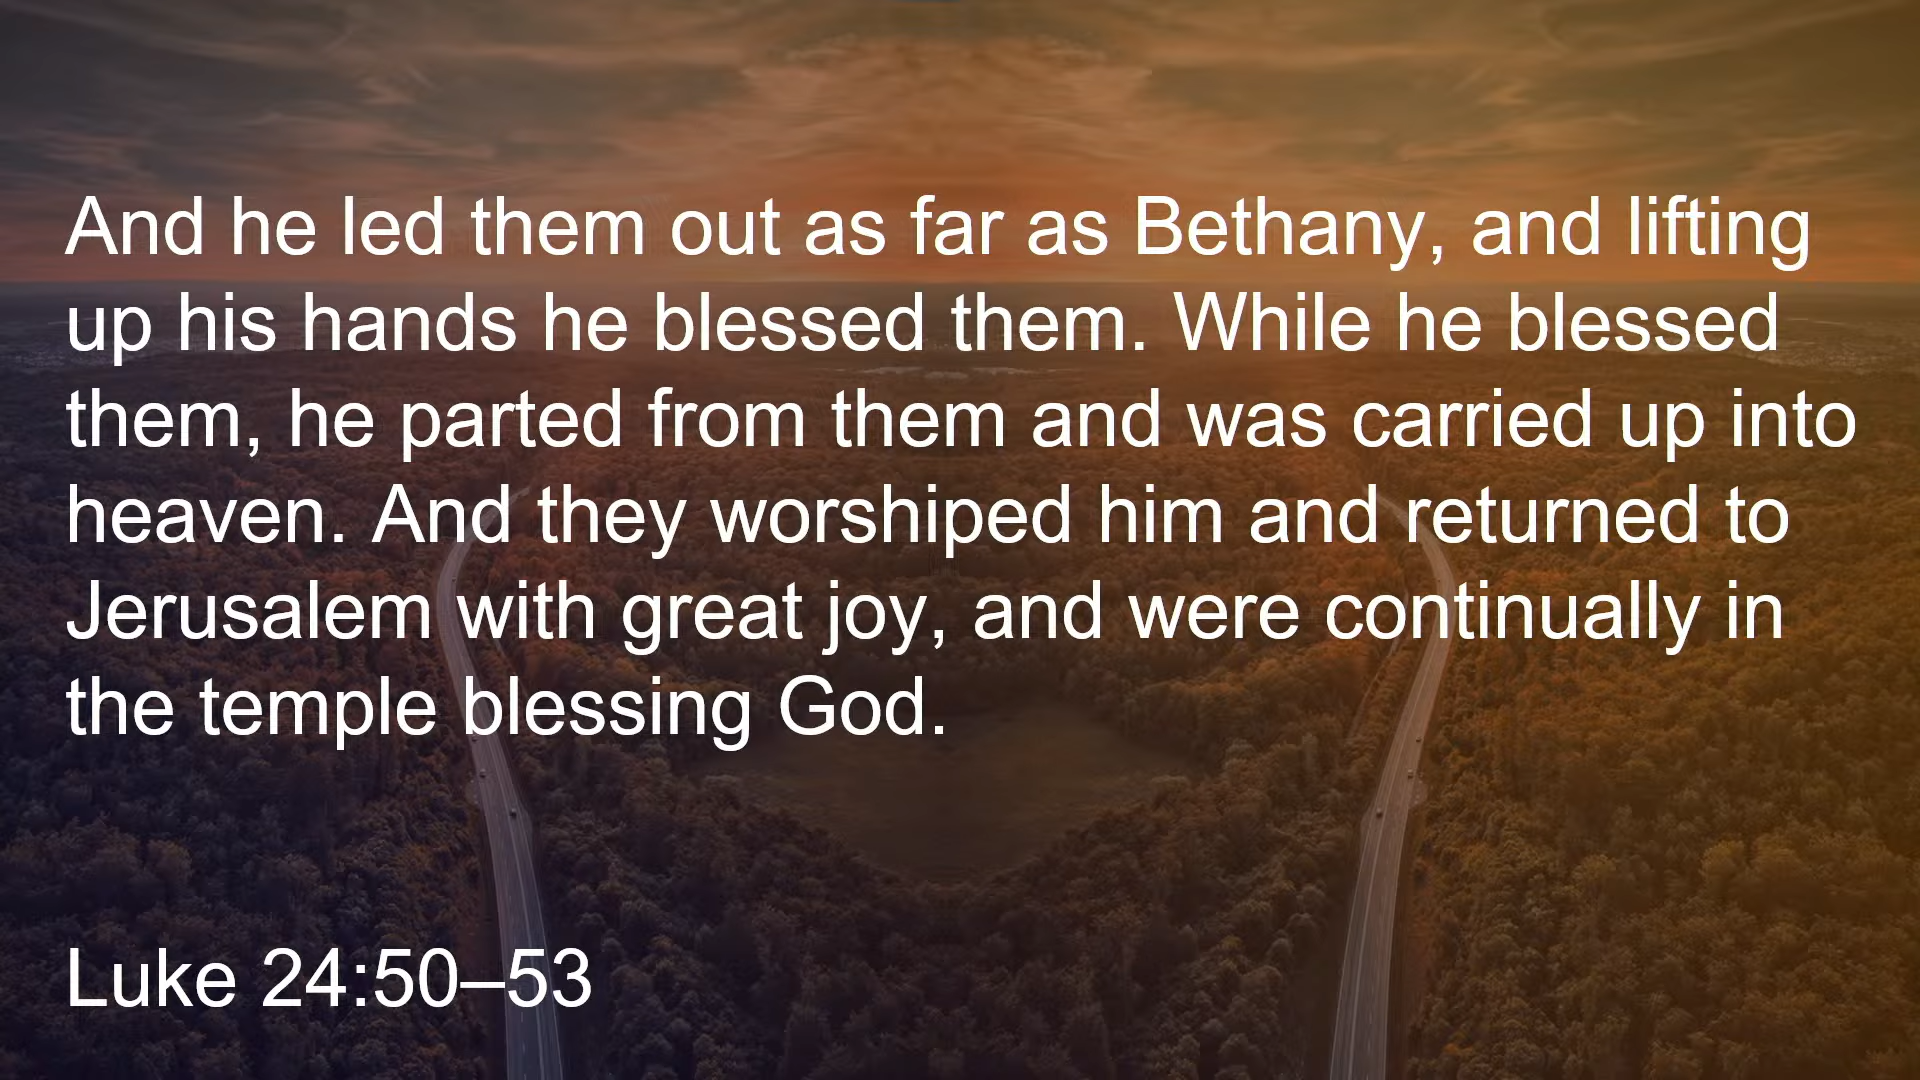 And he led them out as far as Bethany, and lifting
up his hands he blessed them. While he blessed
them, he parted from them and was carried up into
heaven. And they worshiped him and returned to
Jerusalem with great joy, and were continually in
the temple blessing God.
Luke 24:50–53